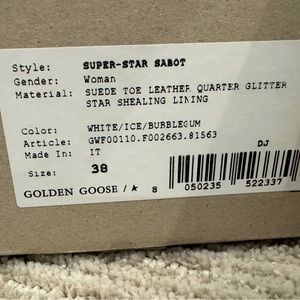 Style: SUPER-STAR SABOT
Gender: Woman
Material: SUEDE TOE LEATHER QUARTER GLITTER
STAR SHEALING LINING
Color: WHITE/ICE/BUBBLEGUM
Article: GWF00110.F002663.81563
Made In: IT DJ
Size: 38
GOLDEN GOOSE / ★ 8 050235 522337